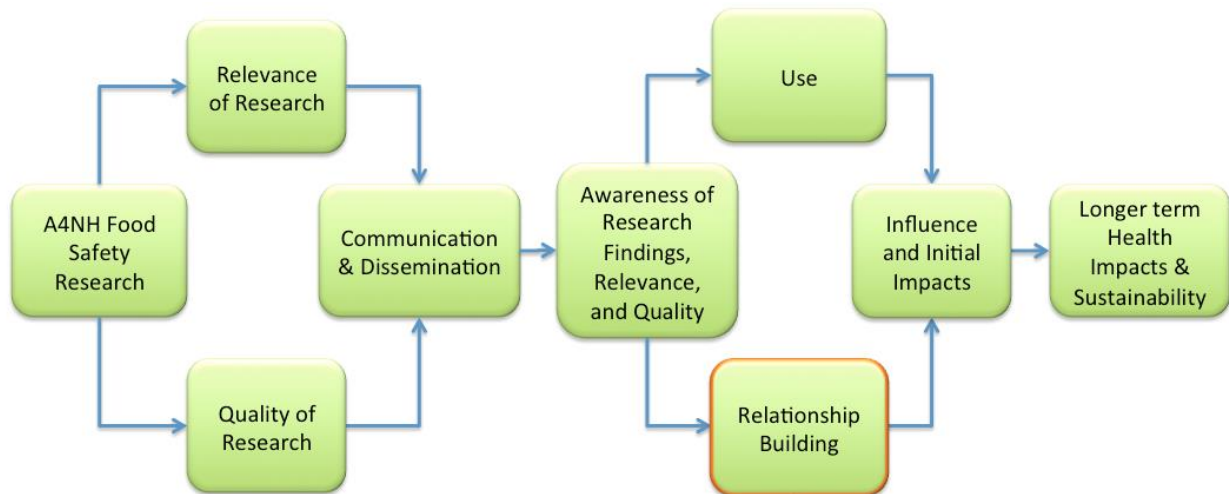 Relevance
of Research
Use
A4NH Food
Safety
Research
Communication
& Dissemination
Awareness of
Research
Findings,
Relevance,
and Quality
Influence
and Initial
Impacts
Longer term
Health
Impacts &
Sustainability
Quality of
Research
Relationship
Building